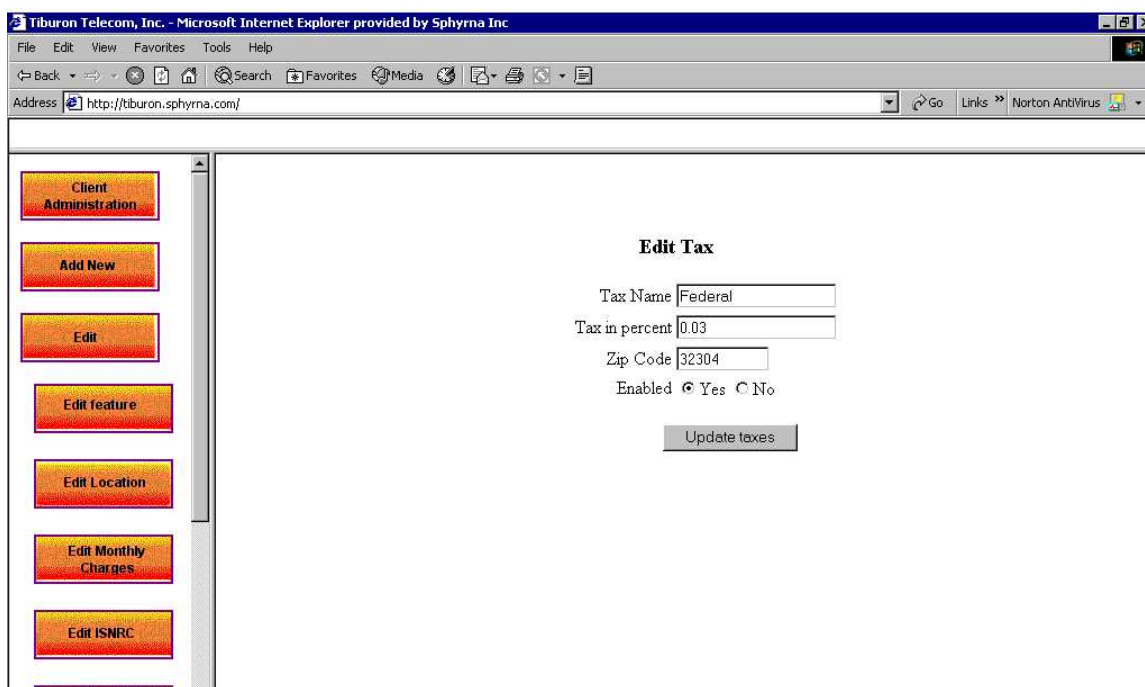 Tiburon Telecom, Inc. - Microsoft Internet Explorer provided by Sphyrna Inc
File Edit View Favorites Tools Help
Back Search Favorites Media
Address http://tiburon.sphyrna.com/ Go Links » Norton AntiVirus
Client
Administration
Add New
Edit
Edit feature
Edit Location
Edit Monthly
Charges
Edit ISNRC
Edit Tax
Tax Name Federal
Tax in percent 0.03
Zip Code 32304
Enabled Yes No
Update taxes